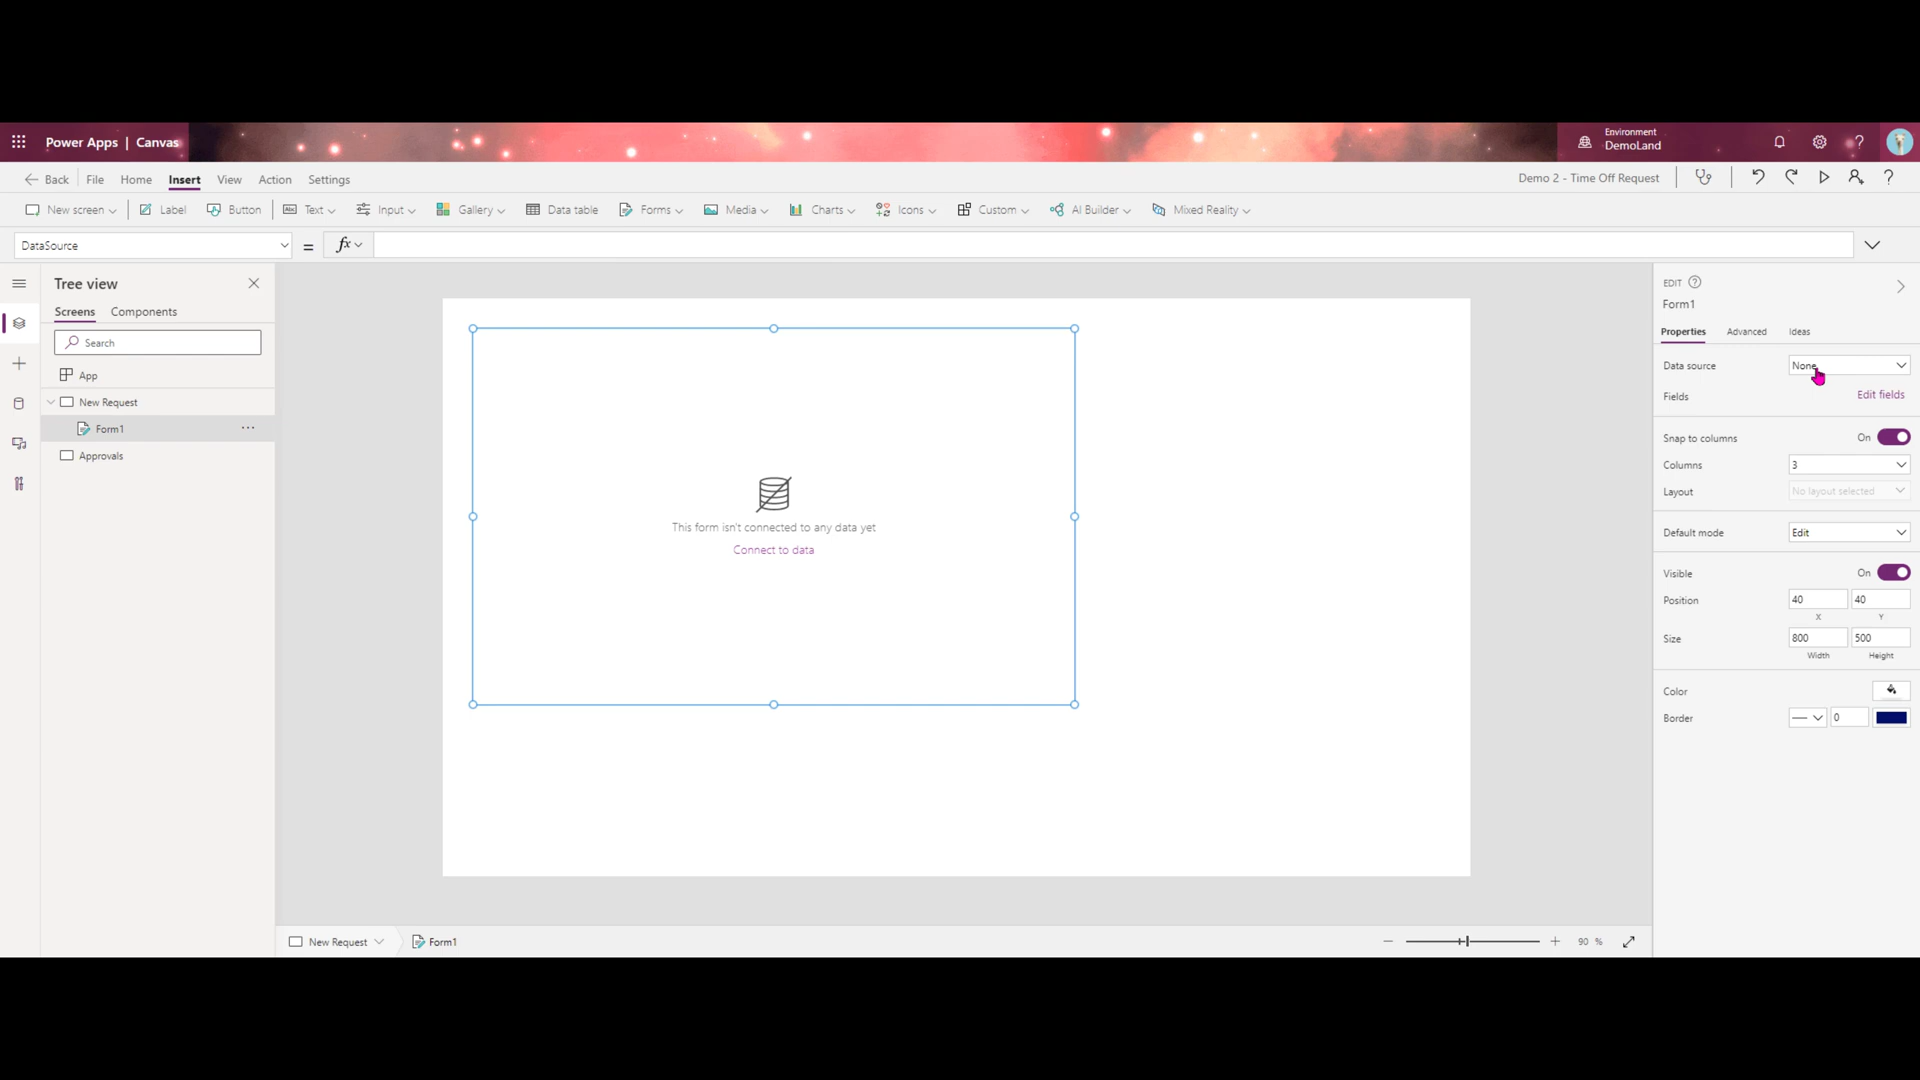 Power Apps | Canvas
Environment
DemoLand
?
Back File Home Insert View Action Settings
Demo 2 - Time Off Request
?
New screen Label Button Text Input Gallery Data table Forms Media Charts Icons Custom AI Builder Mixed Reality
DataSource = fx
Tree view
Screens Components
Search
App
New Request
Form1 ...
Approvals
This form isn't connected to any data yet
Connect to data
EDIT ?
Form1
Properties Advanced Ideas
Data source None
Fields Edit fields
Snap to columns On
Columns 3
Layout No layout selected
Default mode Edit
Visible On
Position 40 40
X Y
Size 800 500
Width Height
Color
Border 0
New Request Form1
90 %